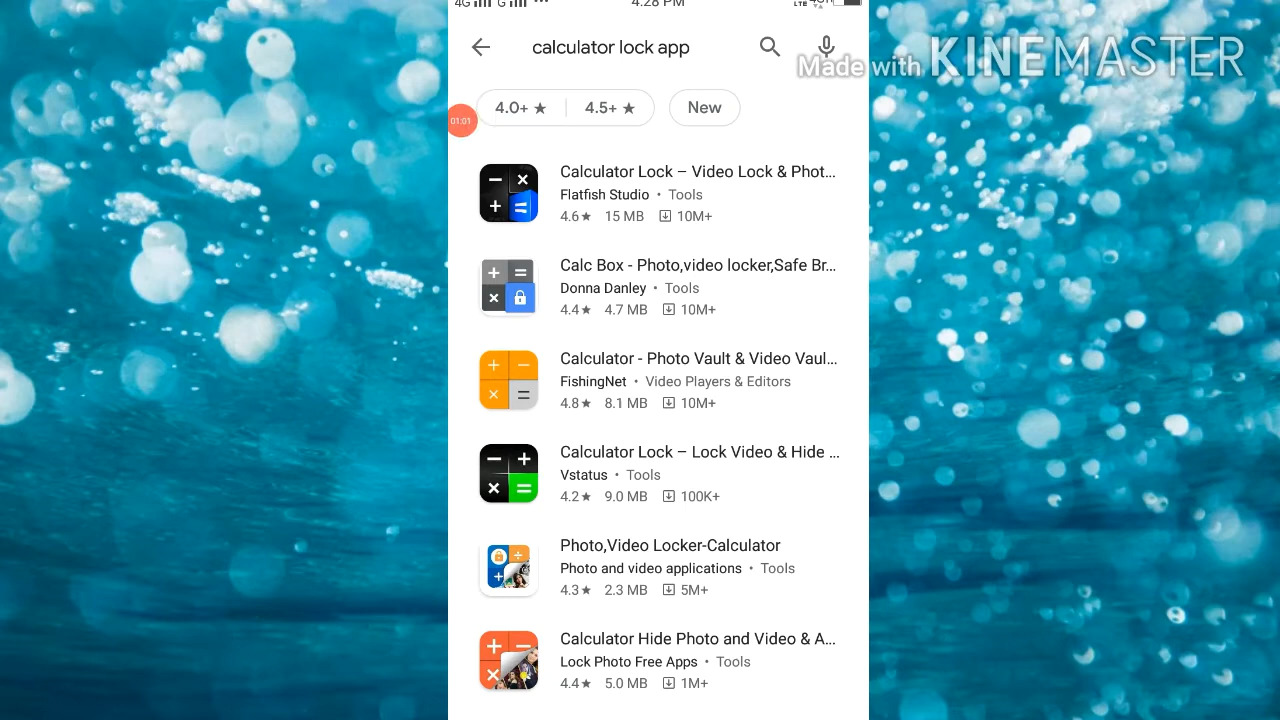 4G G ... 4:28 PM LTE
calculator lock app
Made with KINEMASTER
4.0+ ★ 4.5+ ★ New
01:01
Calculator Lock – Video Lock & Phot...
Flatfish Studio • Tools
4.6★ 15 MB 10M+
Calc Box - Photo,video locker,Safe Br...
Donna Danley • Tools
4.4★ 4.7 MB 10M+
Calculator - Photo Vault & Video Vaul...
FishingNet • Video Players & Editors
4.8★ 8.1 MB 10M+
Calculator Lock – Lock Video & Hide ...
Vstatus • Tools
4.2★ 9.0 MB 100K+
Photo,Video Locker-Calculator
Photo and video applications • Tools
4.3★ 2.3 MB 5M+
Calculator Hide Photo and Video & A...
Lock Photo Free Apps • Tools
4.4★ 5.0 MB 1M+